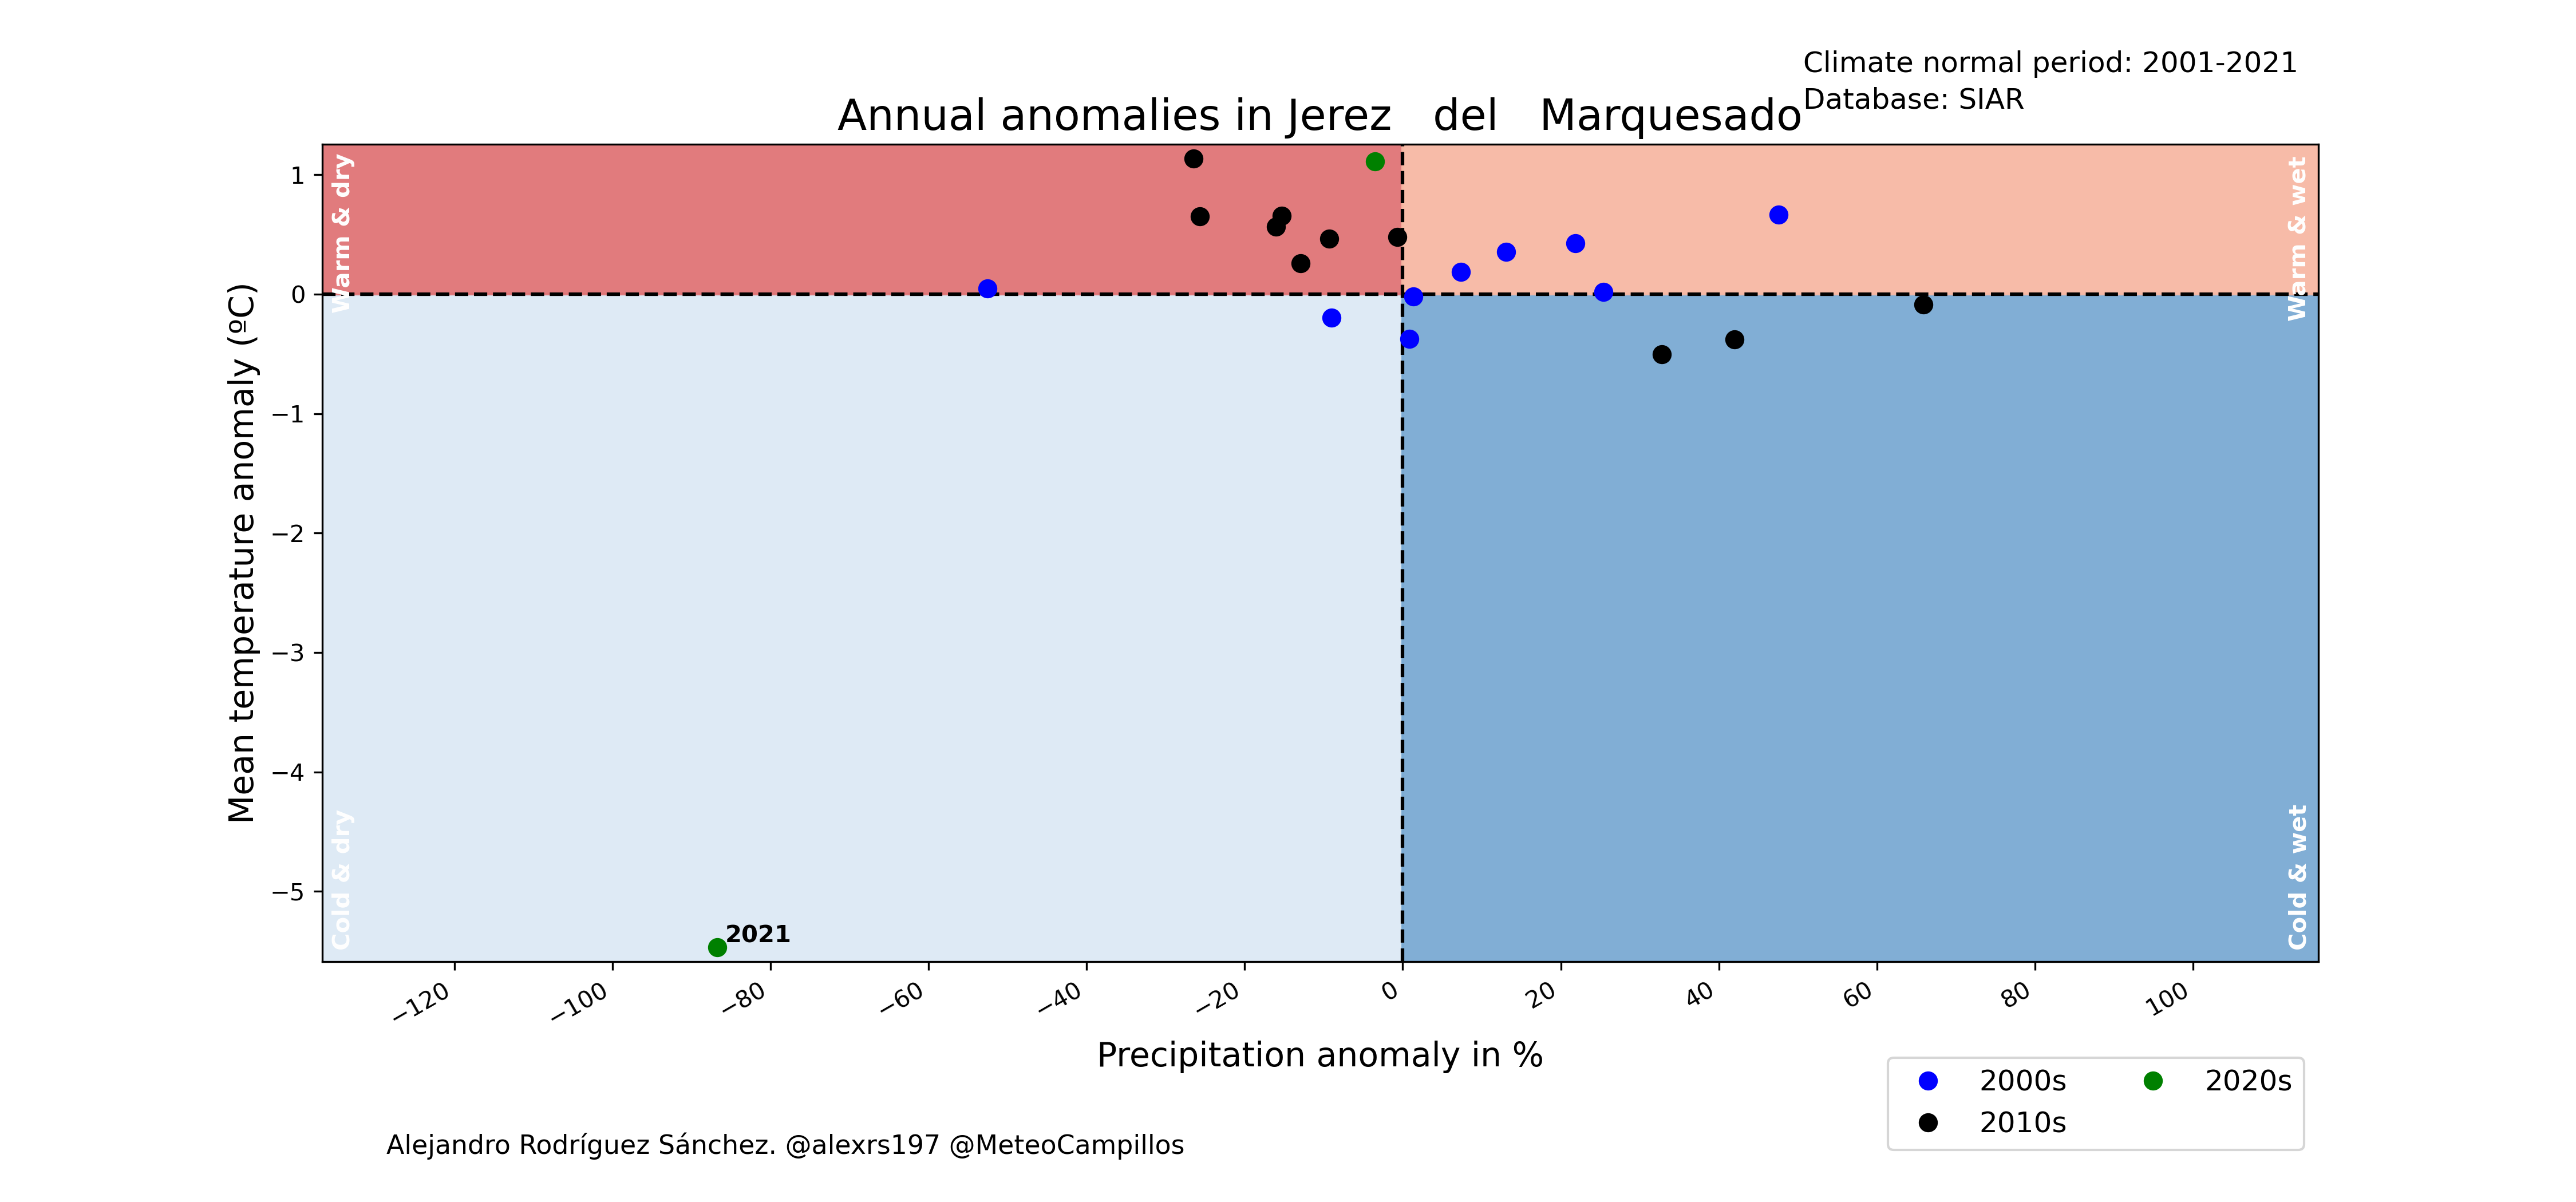 Climate normal period: 2001-2021
Database: SIAR
Annual anomalies in Jerez   del   Marquesado
Warm & dry
Warm & wet
Cold & dry
Cold & wet
Mean temperature anomaly (ºC)
1
0
−1
−2
−3
−4
−5
2021
−120
−100
−80
−60
−40
−20
0
20
40
60
80
100
Precipitation anomaly in %
2000s
2010s
2020s
Alejandro Rodríguez Sánchez. @alexrs197 @MeteoCampillos